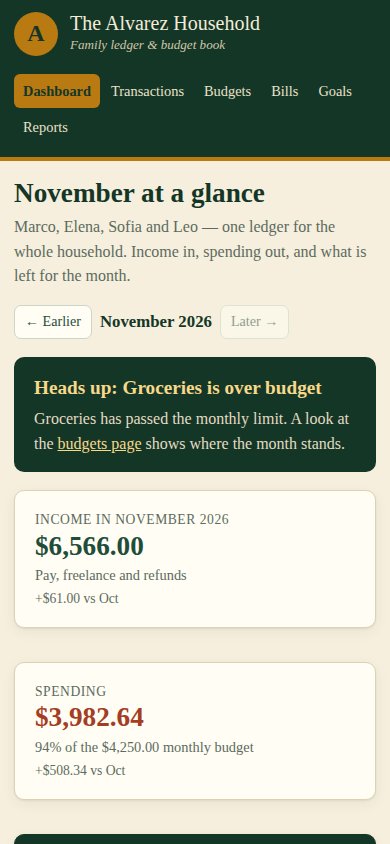 A
The Alvarez Household
Family ledger & budget book
Dashboard Transactions Budgets Bills Goals
Reports
November at a glance
Marco, Elena, Sofia and Leo — one ledger for the
whole household. Income in, spending out, and what is
left for the month.
← Earlier November 2026 Later →
Heads up: Groceries is over budget
Groceries has passed the monthly limit. A look at
the budgets page shows where the month stands.
INCOME IN NOVEMBER 2026
$6,566.00
Pay, freelance and refunds
+$61.00 vs Oct
SPENDING
$3,982.64
94% of the $4,250.00 monthly budget
+$508.34 vs Oct